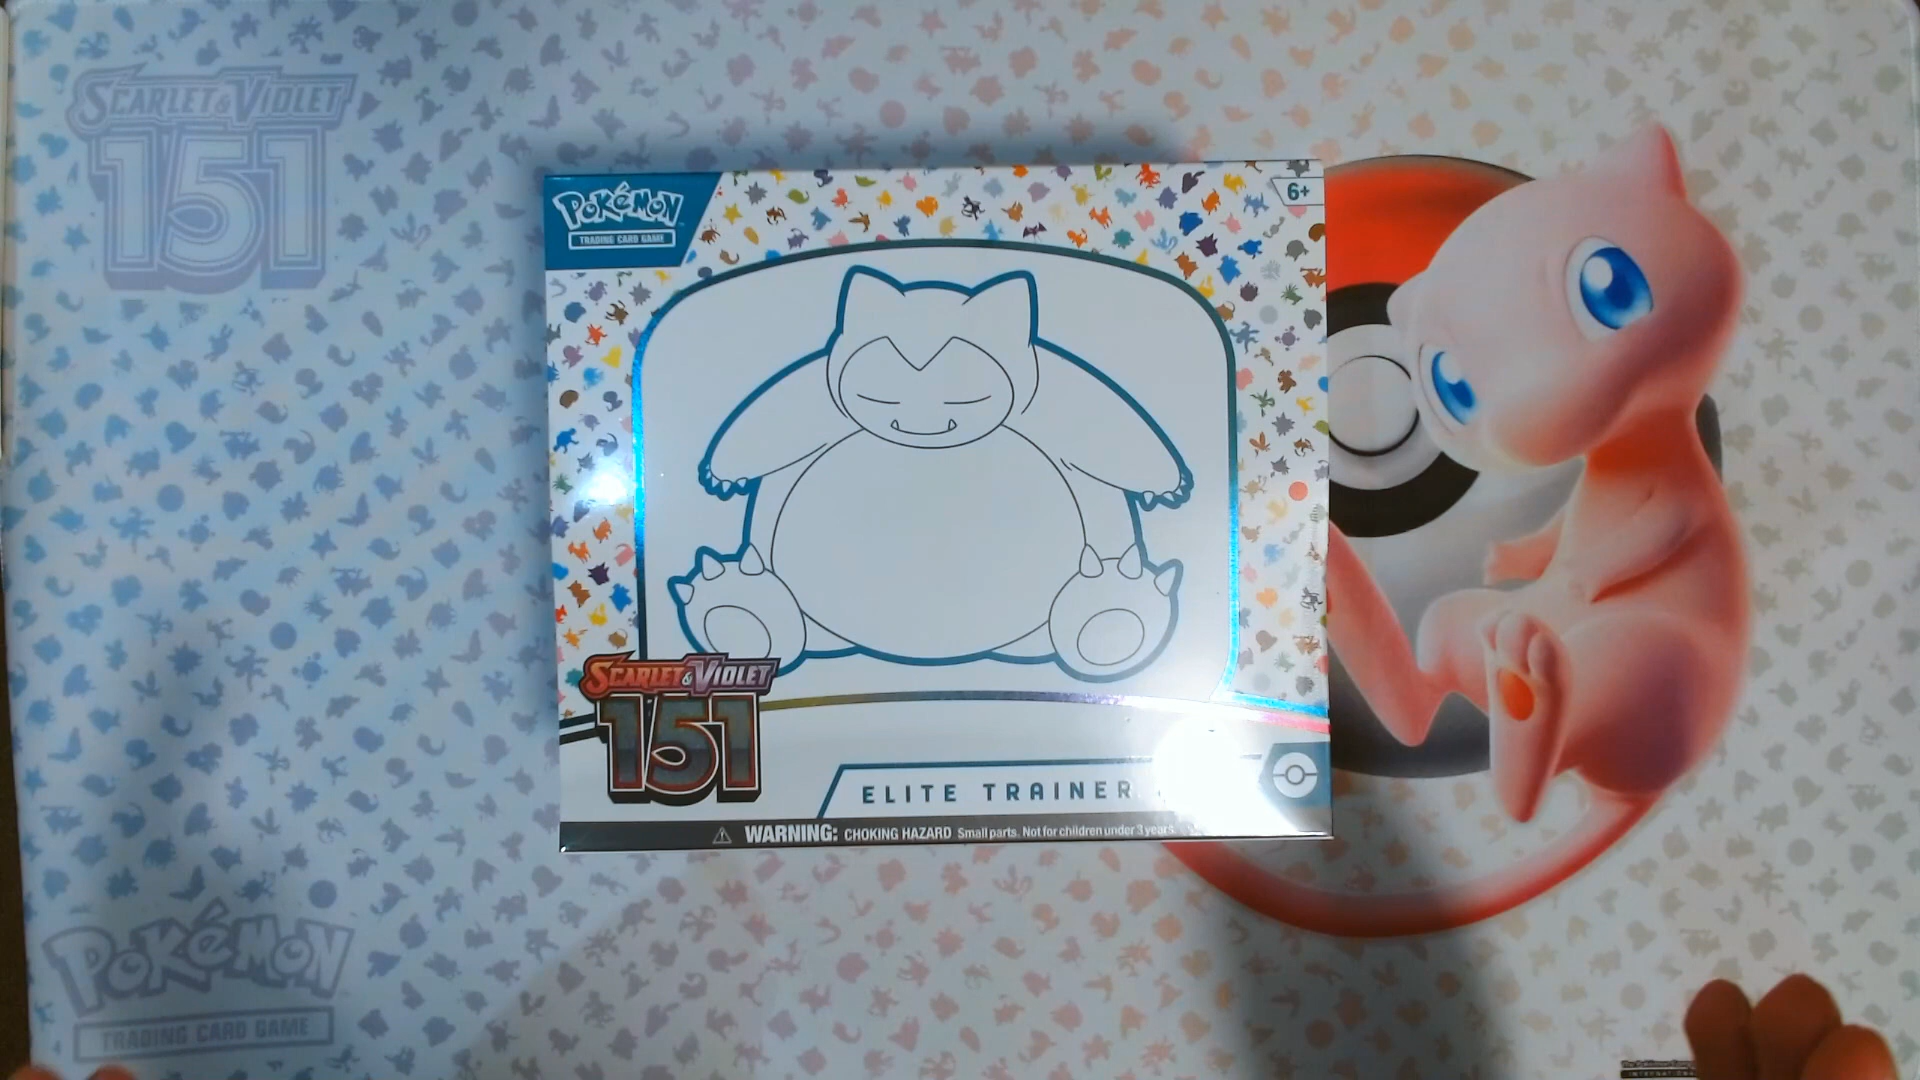 SCARLET & VIOLET
151
POKÉMON
TRADING CARD GAME
6+
SCARLET & VIOLET
151
ELITE TRAINER
WARNING: CHOKING HAZARD Small parts. Not for children under 3 years.
POKÉMON
TRADING CARD GAME